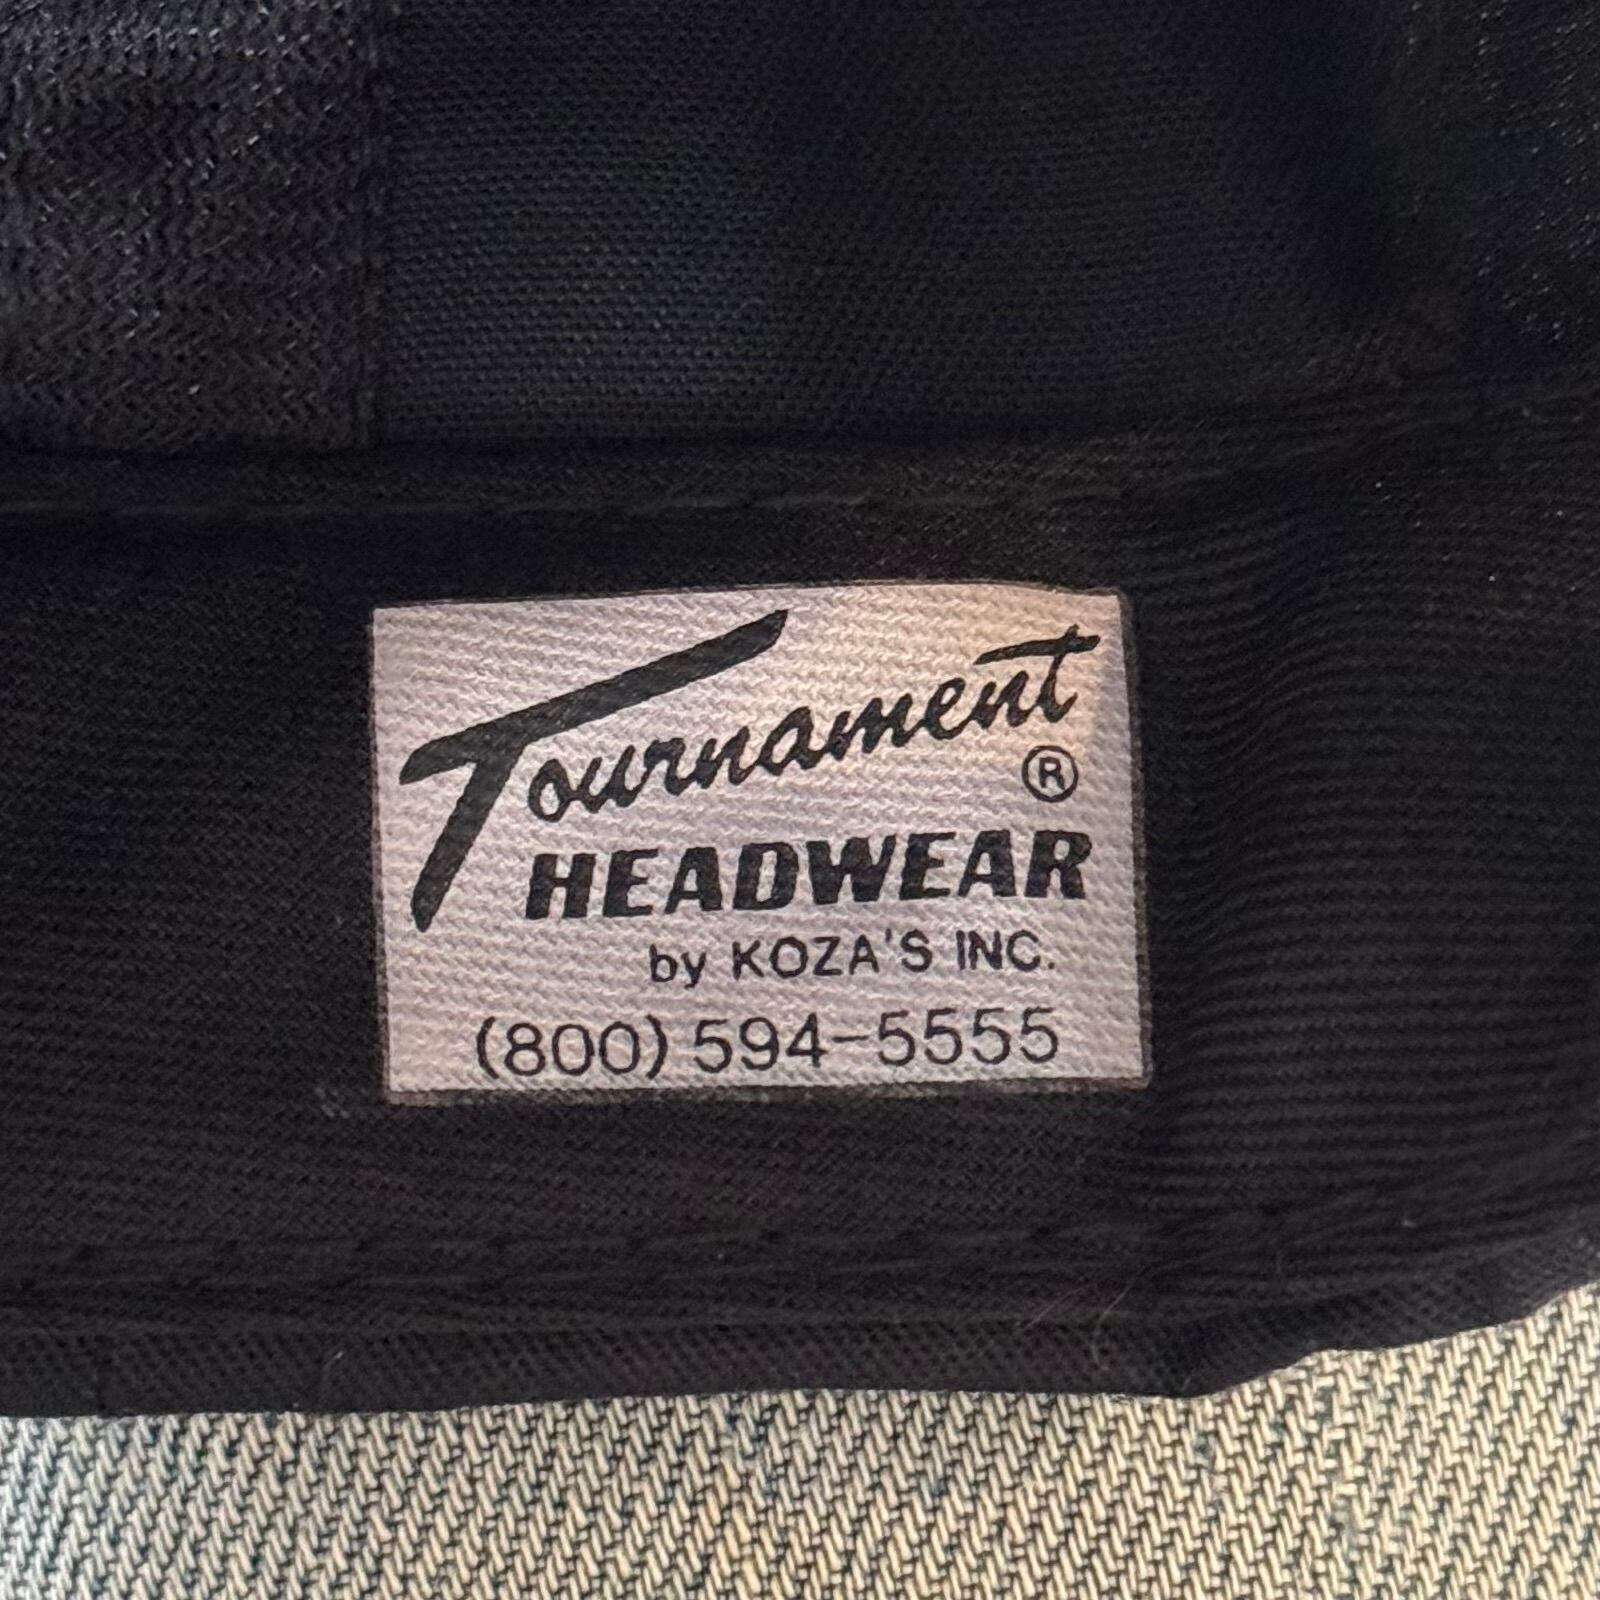 Tournament®
HEADWEAR
by KOZA'S INC.
(800) 594-5555